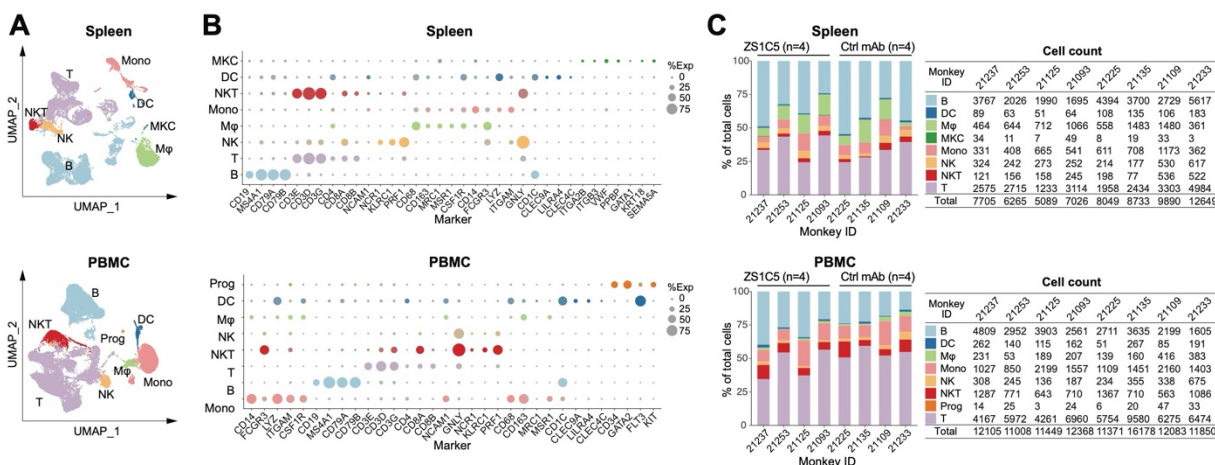 A
Spleen
UMAP_2
UMAP_1
T
Mono
DC
NKT
NK
MKC
Mφ
B
PBMC
UMAP_2
UMAP_1
B
NKT
Prog
DC
Mφ
Mono
T
NK
B
Spleen
MKC
DC
NKT
Mono
Mφ
NK
T
B
CD19
MS4A1
CD79A
CD79B
CD3E
CD3D
CD3G
CD4
CD8A
CD8B
NCAM1
NCR1
KLRC1
PRF1
CD68
CD163
MRC1
MSR1
CSF1R
CD14
FCGR3
LYZ
ITGAM
GNLY
CD1C
CLEC9A
LILRA4
CLEC4C
ITGA2B
ITGB3
VWF
PPBP
GATA1
KRT18
SEMA5A
Marker
%Exp
0
25
50
75
PBMC
Prog
DC
Mφ
NK
NKT
T
B
Mono
CD14
FCGR3
LYZ
ITGAM
CSF1R
CD19
MS4A1
CD79A
CD79B
CD3E
CD3D
CD3G
CD4
CD8A
CD8B
NCAM1
GNLY
NCR1
KLRC1
PRF1
CD68
CD163
MRC1
MSR1
CD1C
CLEC9A
LILRA4
CLEC4C
CD34
GATA2
FLT3
KIT
Marker
%Exp
0
25
50
75
C
Spleen
ZS1C5 (n=4) Ctrl mAb (n=4)
% of total cells
100
75
50
25
0
21237 21253 21125 21093 21225 21135 21109 21233
Monkey ID
Cell count
Monkey ID 21237 21253 21125 21093 21225 21135 21109 21233
B 3767 2026 1990 1695 4394 3700 2729 5617
DC 89 63 51 64 108 135 106 183
Mφ 464 644 712 1066 558 1483 1480 361
MKC 34 11 7 49 8 19 33 3
Mono 331 408 665 541 611 708 1173 362
NK 324 242 273 252 214 177 530 617
NKT 121 156 158 245 198 77 536 522
T 2575 2715 1233 3114 1958 2434 3303 4984
Total 7705 6265 5089 7026 8049 8733 9890 12649
PBMC
ZS1C5 (n=4) Ctrl mAb (n=4)
% of total cells
100
75
50
25
0
21237 21253 21125 21093 21225 21135 21109 21233
Monkey ID
Cell count
Monkey ID 21237 21253 21125 21093 21225 21135 21109 21233
B 4809 2952 3903 2561 2711 3635 2199 1605
DC 262 140 115 162 51 267 85 191
Mφ 231 53 189 207 139 160 416 383
Mono 1027 850 2199 1557 1109 1451 2160 1403
NK 308 245 136 187 234 355 338 675
NKT 1287 771 643 710 1367 710 563 1086
Prog 14 25 3 24 6 20 47 33
T 4167 5972 4261 6960 5754 9580 6275 6474
Total 12105 11008 11449 12368 11371 16178 12083 11850